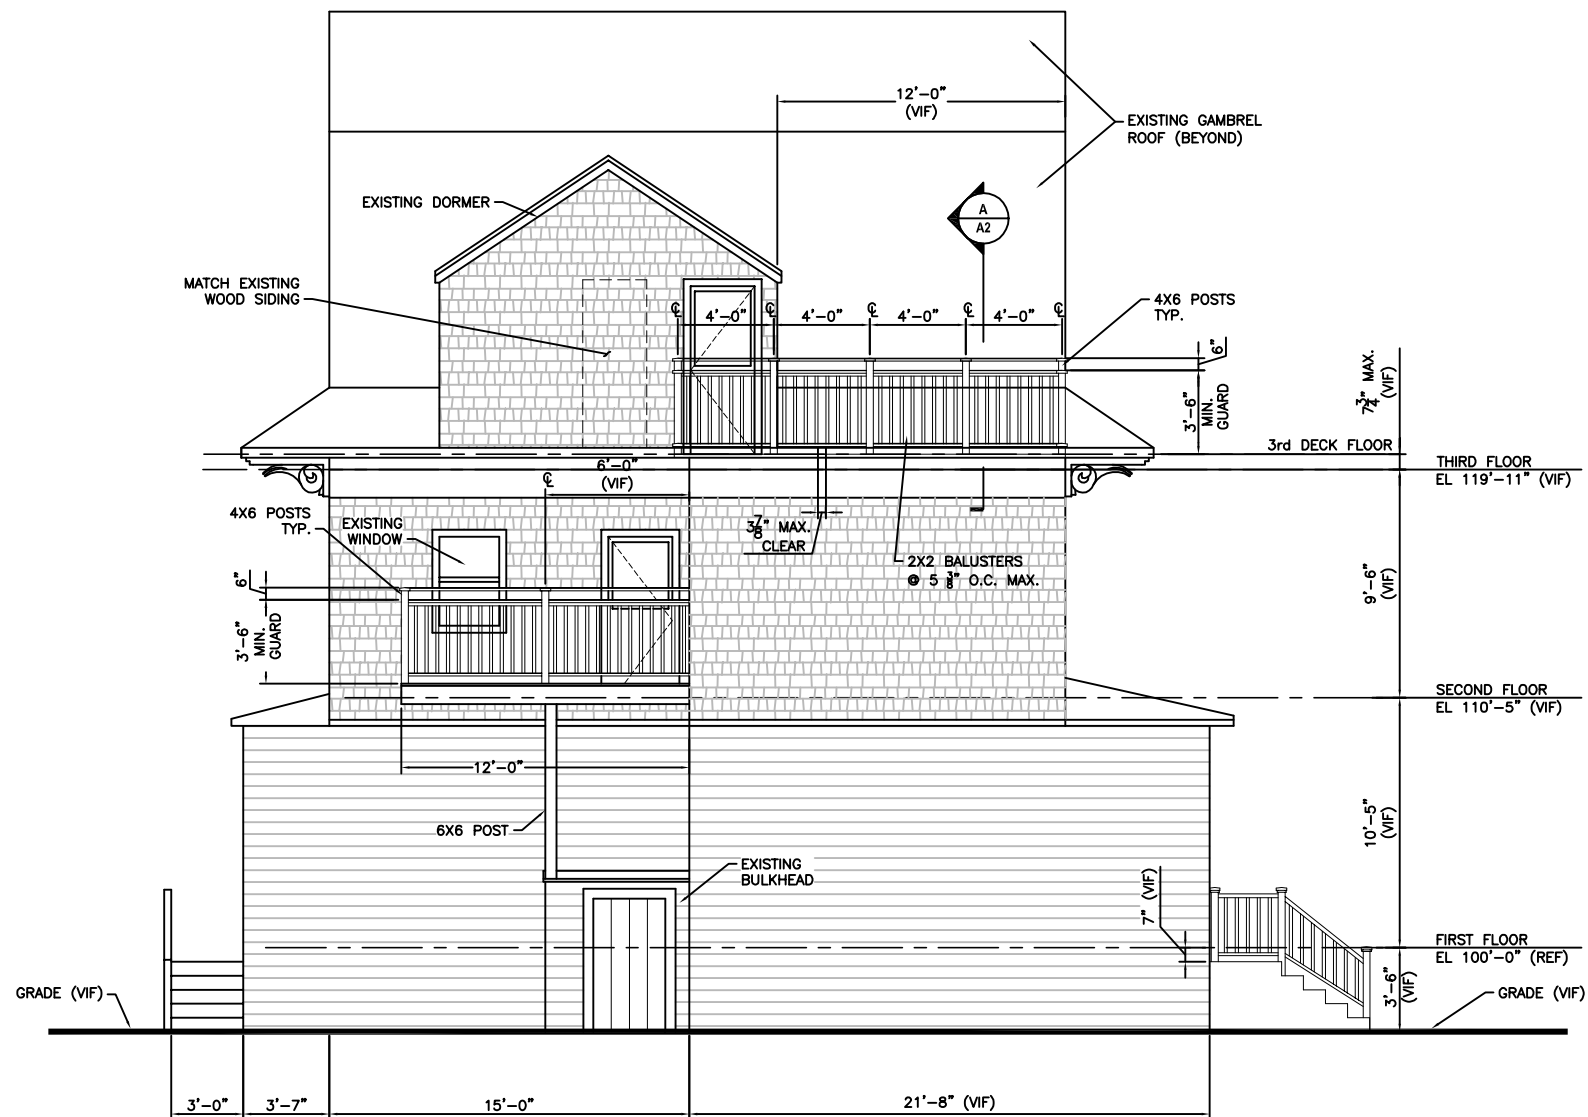 12'-0"
(VIF)
EXISTING GAMBREL
ROOF (BEYOND)
EXISTING DORMER
A
A2
MATCH EXISTING
WOOD SIDING
4X6 POSTS
TYP.
℄
℄
℄
℄
℄
4'-0"
4'-0"
4'-0"
4'-0"
6"
3'-6"
MIN.
GUARD
7 3/4" MAX.
(VIF)
3rd DECK FLOOR
THIRD FLOOR
EL 119'-11" (VIF)
6'-0"
(VIF)
℄
4X6 POSTS
TYP.
EXISTING
WINDOW
3 7/8" MAX.
CLEAR
2X2 BALUSTERS
@ 5 3/8" O.C. MAX.
6"
3'-6"
MIN.
GUARD
9'-6"
(VIF)
SECOND FLOOR
EL 110'-5" (VIF)
12'-0"
6X6 POST
EXISTING
BULKHEAD
10'-5"
(VIF)
7" (VIF)
FIRST FLOOR
EL 100'-0" (REF)
3'-6"
(VIF)
GRADE (VIF)
GRADE (VIF)
3'-0"
3'-7"
15'-0"
21'-8" (VIF)